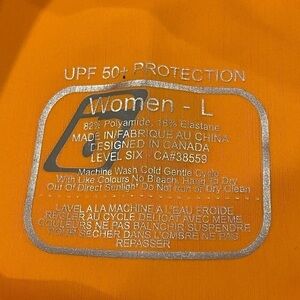 UPF 50+ PROTECTION
Women - L
82% Polyamide, 18% Elastane
MADE IN/FABRIQUE AU CHINA
DESIGNED IN CANADA
LEVEL SIX - CA#38559
Machine Wash Cold Gentle Cycle
With Like Colours No Bleach, Hang To Dry
Out Of Direct Sunlight Do Not Iron or Dry Clean
LAVEL A LA MACHINE A L'EAU FROIDE
REGLER AU CYCLE DELICAT AVEC MEME
COULEURS NE PAS BALNCHIR SUSPENDRE
POUR SECHER DANS L'OMBRE NE PAS
REPASSER